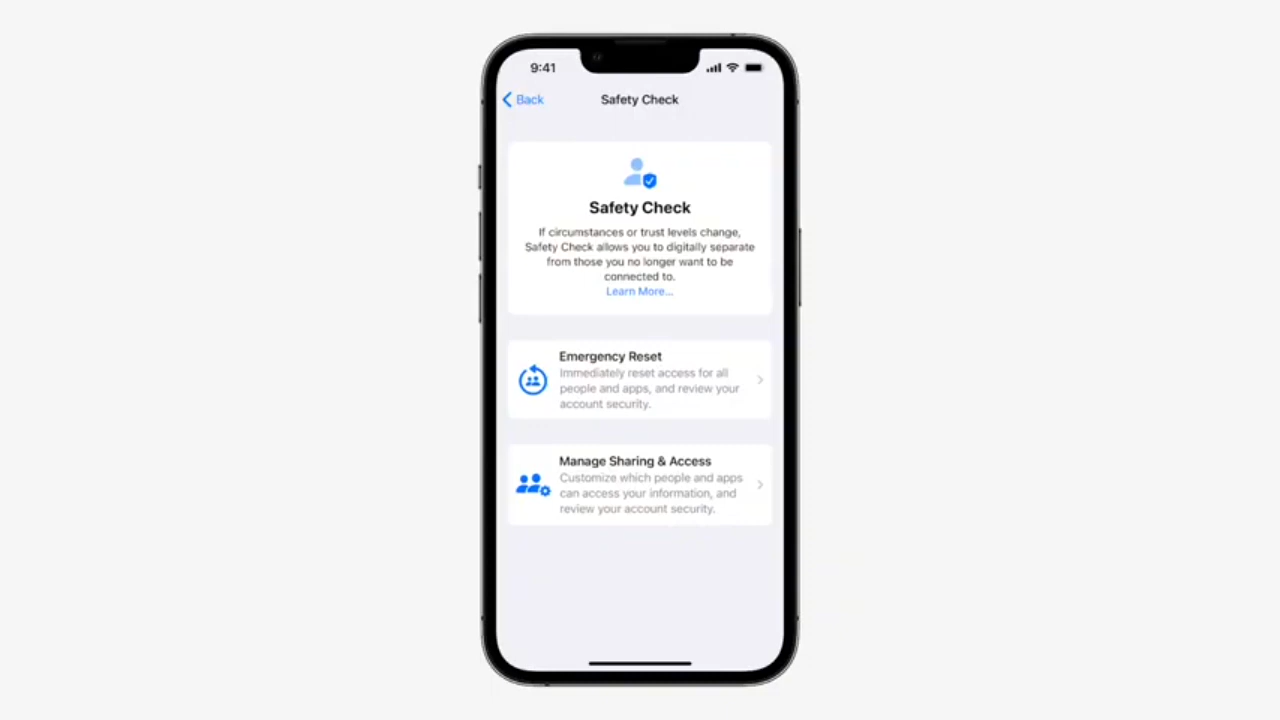 9:41
Back
Safety Check
Safety Check
If circumstances or trust levels change,
Safety Check allows you to digitally separate
from those you no longer want to be
connected to.
Learn More...
Emergency Reset
Immediately reset access for all
people and apps, and review your
account security.
Manage Sharing & Access
Customize which people and apps
can access your information, and
review your account security.